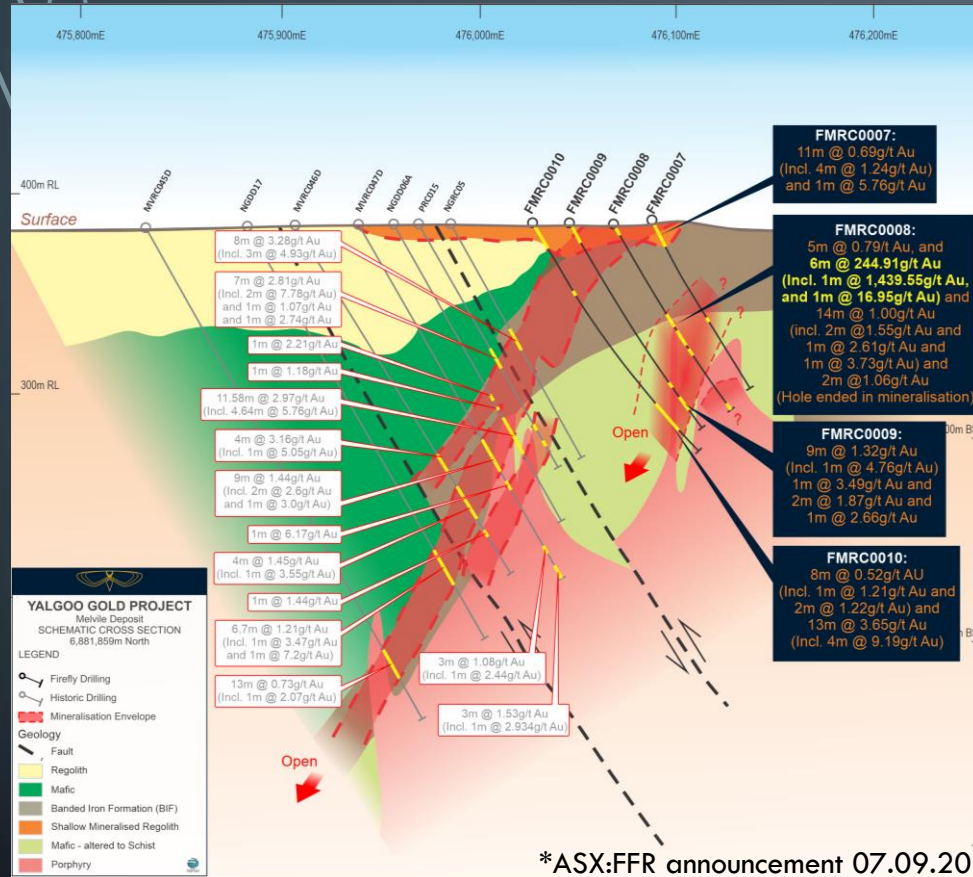 475,800mE
475,900mE
476,000mE
476,100mE
476,200mE
400m RL
Surface
300m RL
MVRC045D
NGDD17
MVRC046D
MVRC047D
NGDD06A
PRCD15
NGRC05
FMRC0010
FMRC0009
FMRC0008
FMRC0007
8m @ 3.28g/t Au
(Incl. 3m @ 4.93g/t Au)
7m @ 2.81g/t Au
(Incl. 2m @ 7.78g/t Au)
and 1m @ 1.07g/t Au
and 1m @ 2.74g/t Au
1m @ 2.21g/t Au
1m @ 1.18g/t Au
11.58m @ 2.97g/t Au
(Incl. 4.64m @ 5.76g/t Au)
4m @ 3.16g/t Au
(Incl. 1m @ 5.05g/t Au)
9m @ 1.44g/t Au
(Incl. 2m @ 2.6g/t Au
and 1m @ 3.0g/t Au)
1m @ 6.17g/t Au
4m @ 1.45g/t Au
(Incl. 1m @ 3.55g/t Au)
1m @ 1.44g/t Au
6.7m @ 1.21g/t Au
(Incl. 1m @ 3.47g/t Au
and 1m @ 7.2g/t Au)
13m @ 0.73g/t Au
(Incl. 1m @ 2.07g/t Au)
3m @ 1.08g/t Au
(Incl. 1m @ 2.44g/t Au)
3m @ 1.53g/t Au
(Incl. 1m @ 2.934g/t Au)
Open
Open
?
?
?
FMRC0007:
11m @ 0.69g/t Au
(Incl. 4m @ 1.24g/t Au)
and 1m @ 5.76g/t Au
FMRC0008:
5m @ 0.79/t Au, and
6m @ 244.91g/t Au
(Incl. 1m @ 1,439.55g/t Au,
and 1m @ 16.95g/t Au) and
14m @ 1.00g/t Au
(incl. 2m @1.55g/t Au and
1m @ 2.61g/t Au and
1m @ 3.73g/t Au) and
2m @1.06g/t Au
(Hole ended in mineralisation)
FMRC0009:
9m @ 1.32g/t Au
(Incl. 1m @ 4.76g/t Au)
1m @ 3.49g/t Au and
2m @ 1.87g/t Au and
1m @ 2.66g/t Au
FMRC0010:
8m @ 0.52g/t AU
(Incl. 1m @ 1.21g/t Au and
2m @ 1.22g/t Au) and
13m @ 3.65g/t Au
(Incl. 4m @ 9.19g/t Au)
YALGOO GOLD PROJECT
Melvile Deposit
SCHEMATIC CROSS SECTION
6,881,859m North
LEGEND
Firefly Drilling
Historic Drilling
Mineralisation Envelope
Geology
Fault
Regolith
Mafic
Banded Iron Formation (BIF)
Shallow Mineralised Regolith
Mafic - altered to Schist
Porphyry
*ASX:FFR announcement 07.09.20